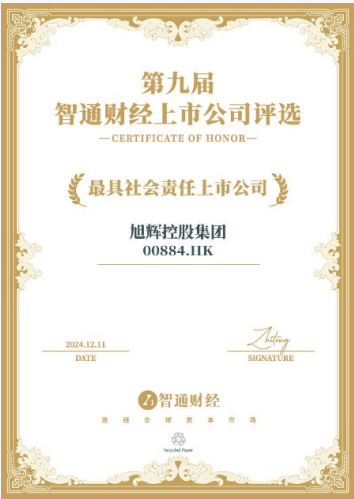 第九届
智通财经上市公司评选
—CERTIFICATE OF HONOR—
最具社会责任上市公司
旭辉控股集团
00884.HK
2024.12.11
DATE
Zhitong
SIGNATURE
智通财经
连线全球资本市场
Recycled Paper